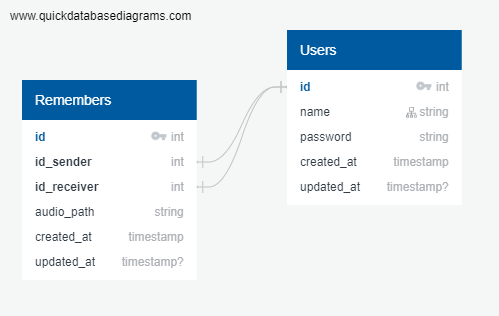 www.quickdatabasediagrams.com
Users
id int
name string
password string
created_at timestamp
updated_at timestamp?
Remembers
id int
id_sender int
id_receiver int
audio_path string
created_at timestamp
updated_at timestamp?